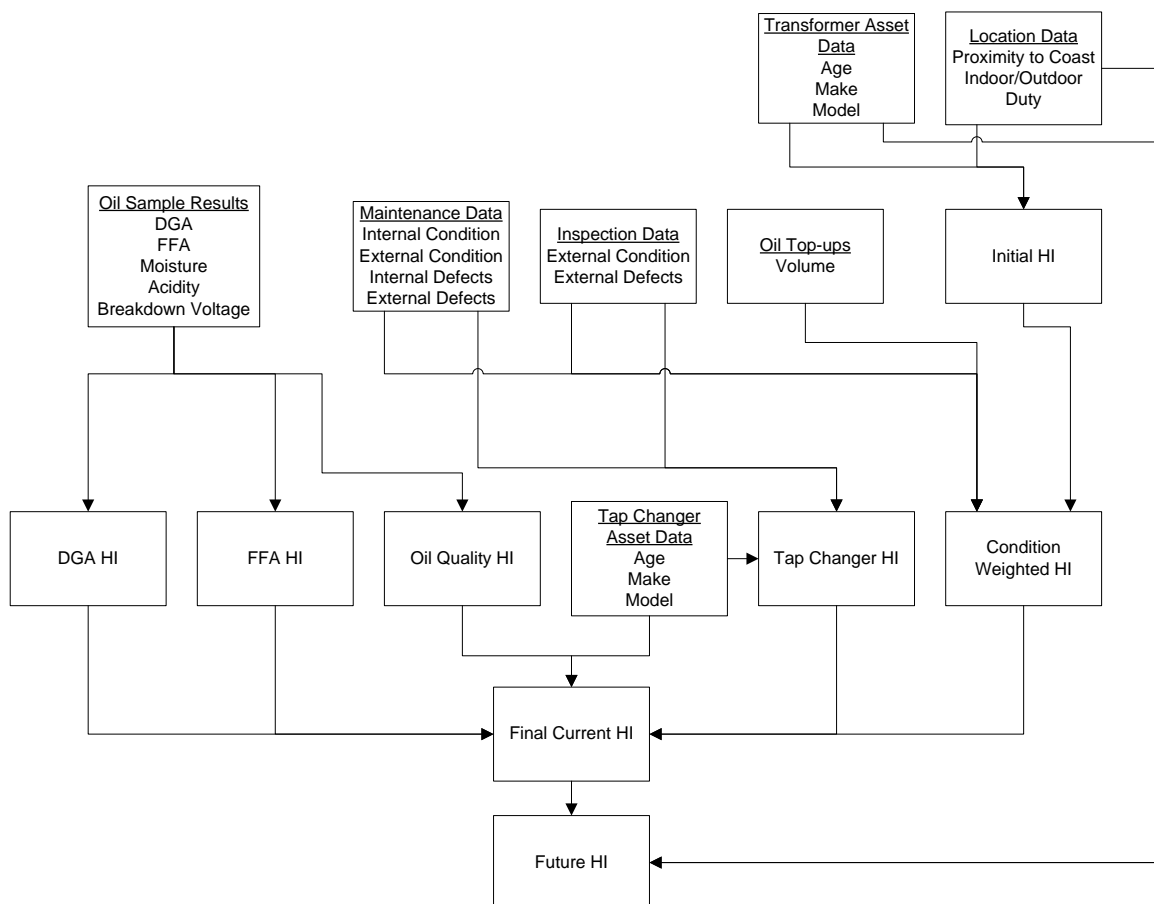 Transformer Asset
Data
Age
Make
Model
Location Data
Proximity to Coast
Indoor/Outdoor
Duty
Oil Sample Results
DGA
FFA
Moisture
Acidity
Breakdown Voltage
Maintenance Data
Internal Condition
External Condition
Internal Defects
External Defects
Inspection Data
External Condition
External Defects
Oil Top-ups
Volume
Initial HI
DGA HI
FFA HI
Oil Quality HI
Tap Changer
Asset Data
Age
Make
Model
Tap Changer HI
Condition
Weighted HI
Final Current HI
Future HI